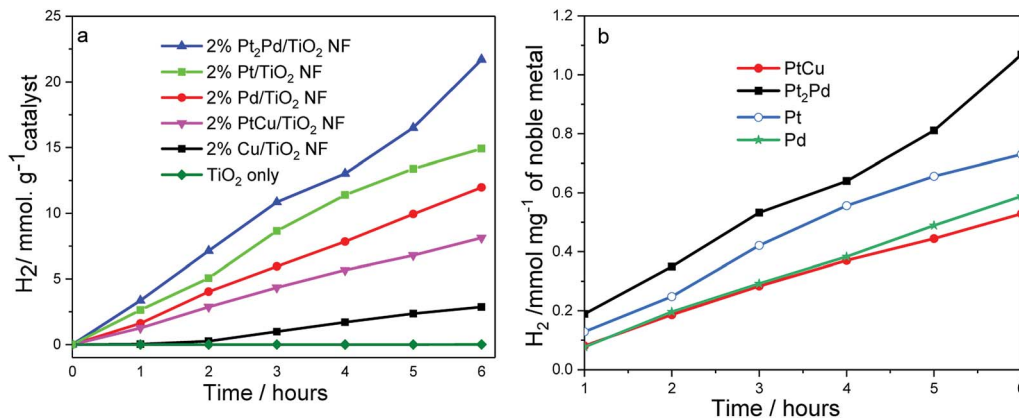 a
25
20
15
10
5
0
H2/ mmol. g⁻¹catalyst
2% Pt₂Pd/TiO₂ NF
2% Pt/TiO₂ NF
2% Pd/TiO₂ NF
2% PtCu/TiO₂ NF
2% Cu/TiO₂ NF
TiO₂ only
0 1 2 3 4 5 6
Time / hours
b
1.2
1.0
0.8
0.6
0.4
0.2
0.0
H₂ /mmol mg⁻¹ of noble metal
PtCu
Pt₂Pd
Pt
Pd
1 2 3 4 5 6
Time / hours